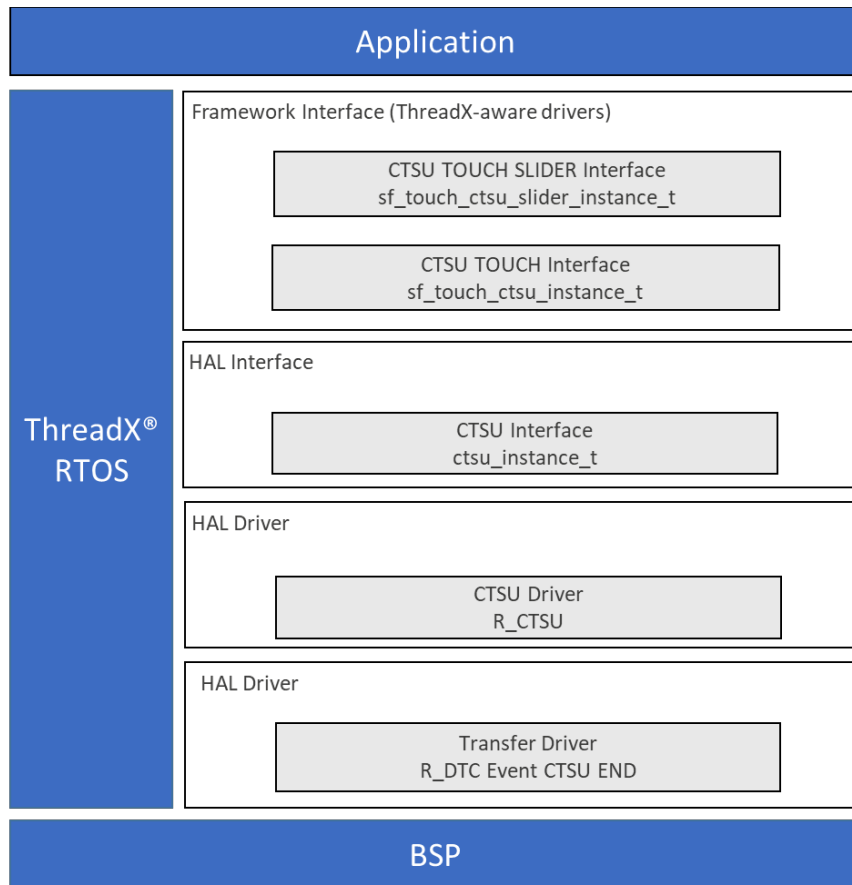 Application
ThreadX®
RTOS
Framework Interface (ThreadX-aware drivers)
CTSU TOUCH SLIDER Interface
sf_touch_ctsu_slider_instance_t
CTSU TOUCH Interface
sf_touch_ctsu_instance_t
HAL Interface
CTSU Interface
ctsu_instance_t
HAL Driver
CTSU Driver
R_CTSU
HAL Driver
Transfer Driver
R_DTC Event CTSU END
BSP